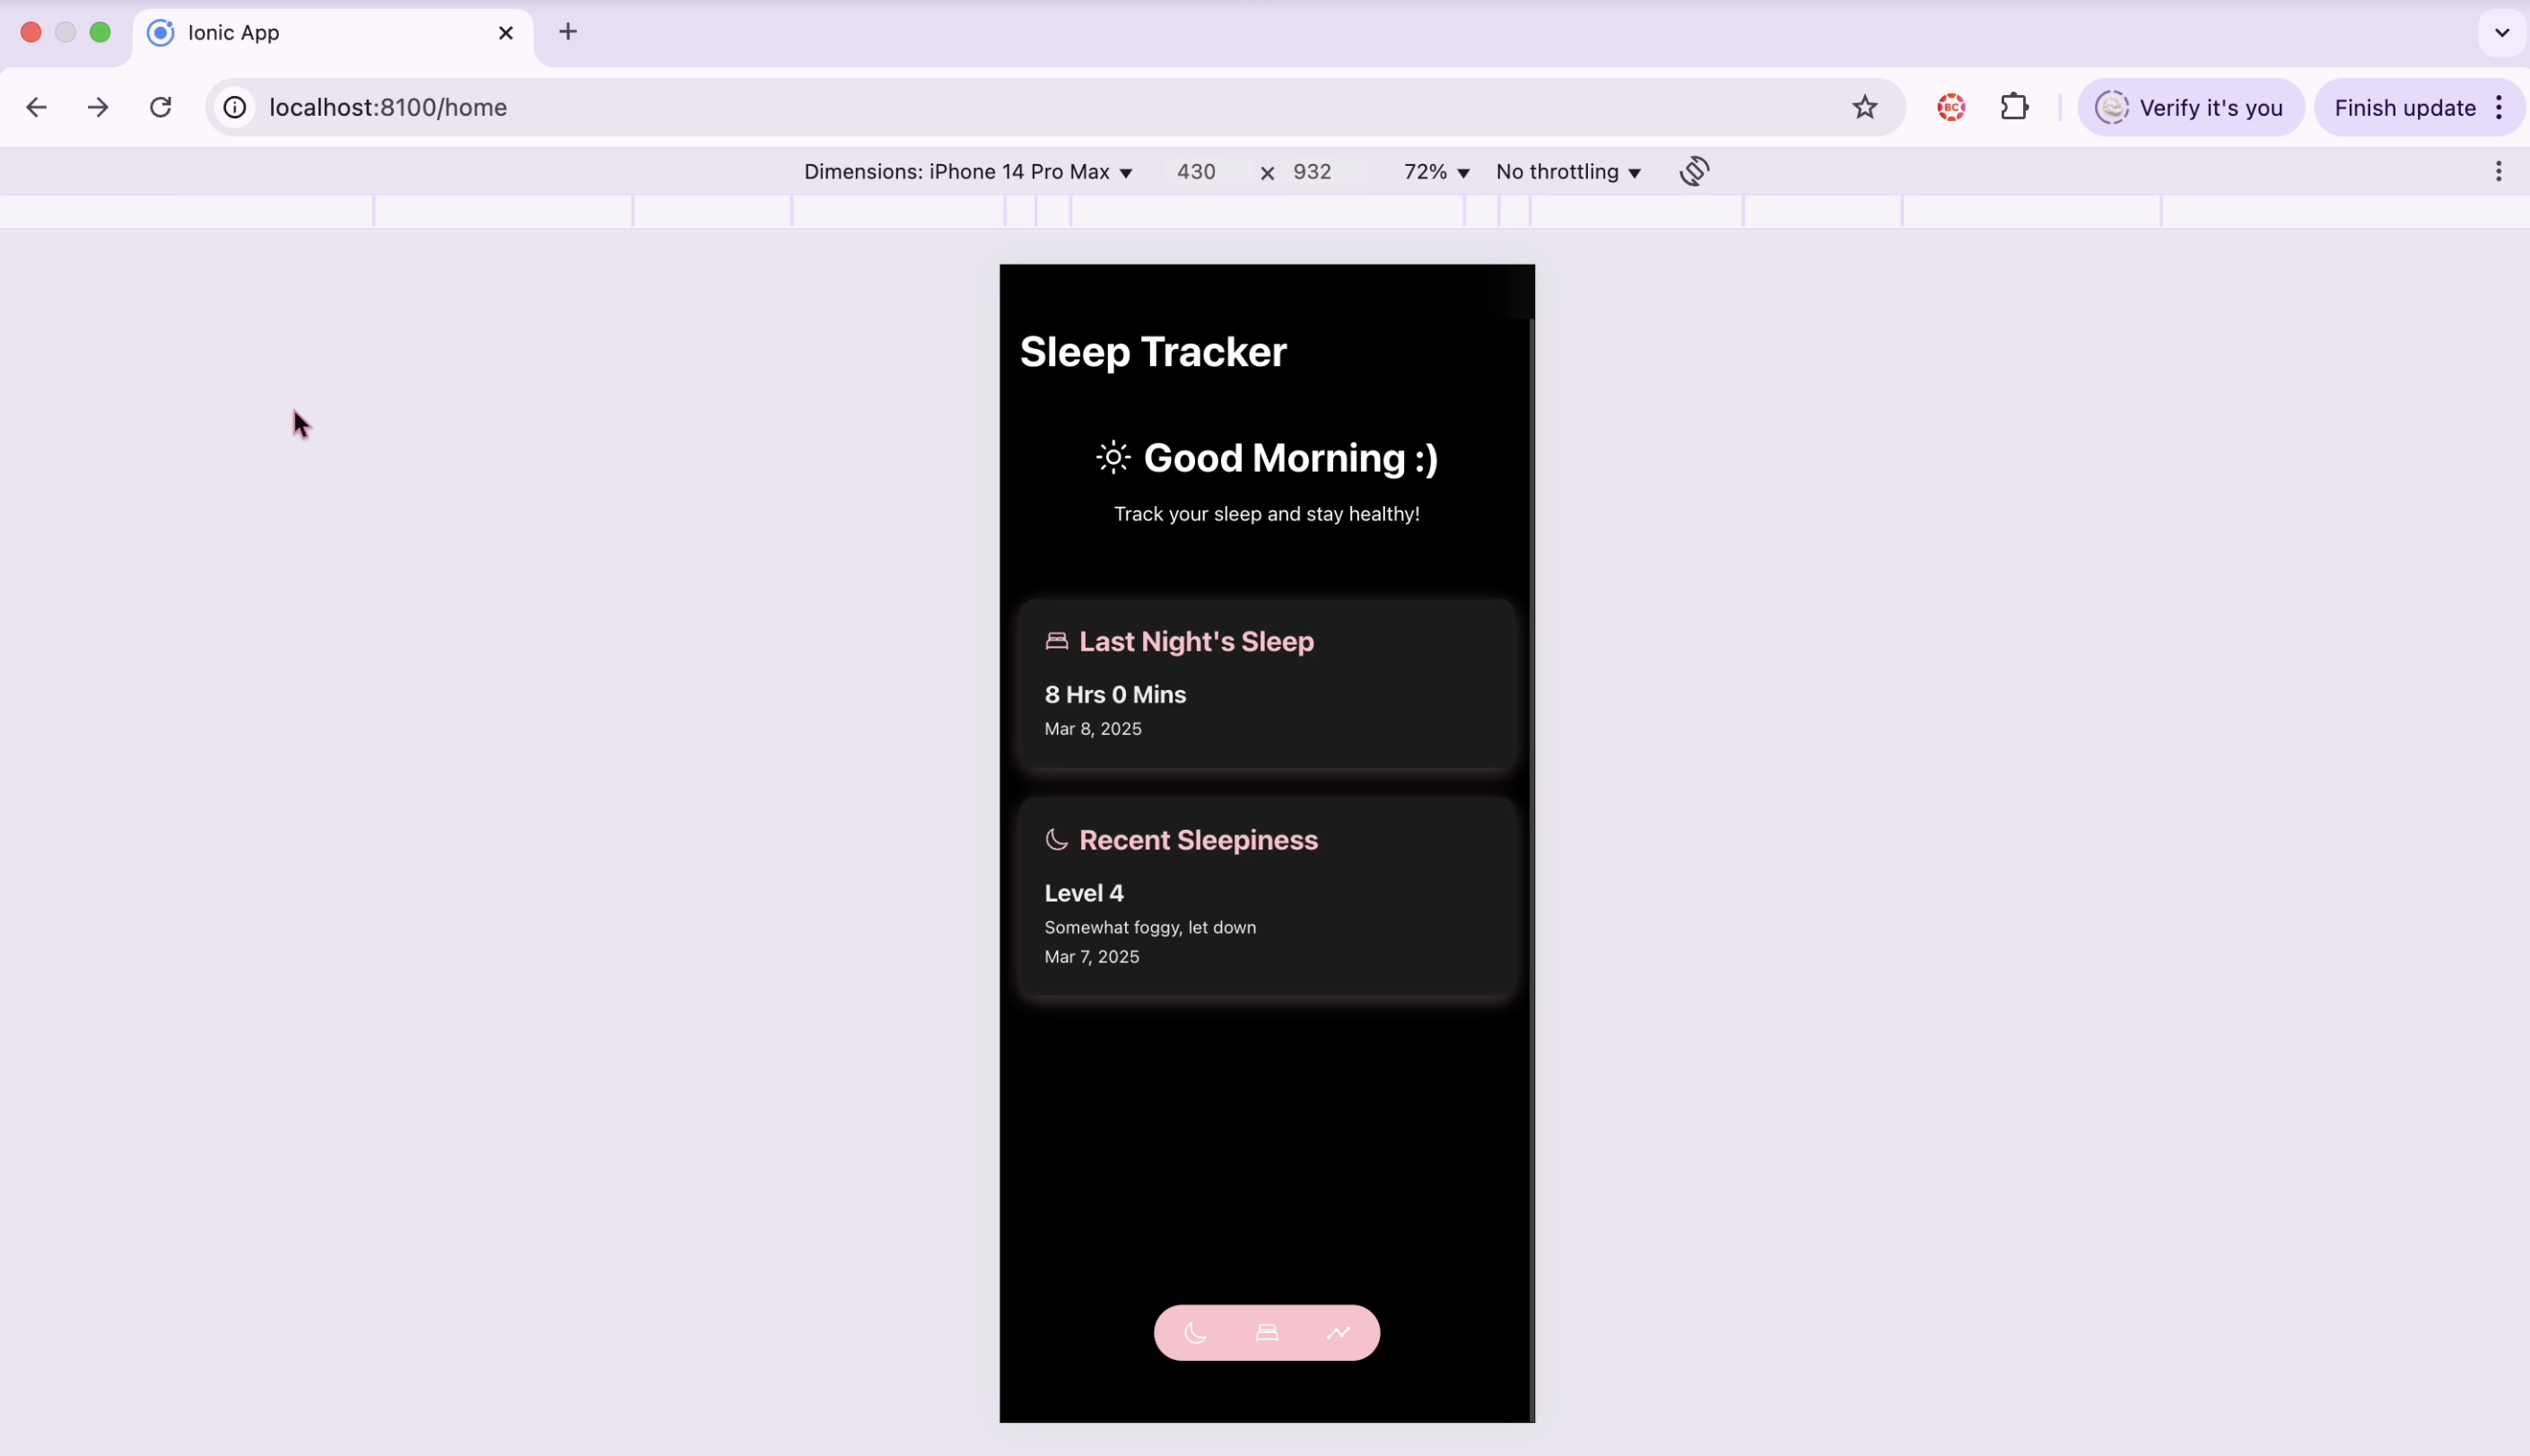 Ionic App
localhost:8100/home
BC
Verify it's you
Finish update
Dimensions: iPhone 14 Pro Max
430 × 932
72%
No throttling
Sleep Tracker
Good Morning :)
Track your sleep and stay healthy!
Last Night's Sleep
8 Hrs 0 Mins
Mar 8, 2025
Recent Sleepiness
Level 4
Somewhat foggy, let down
Mar 7, 2025